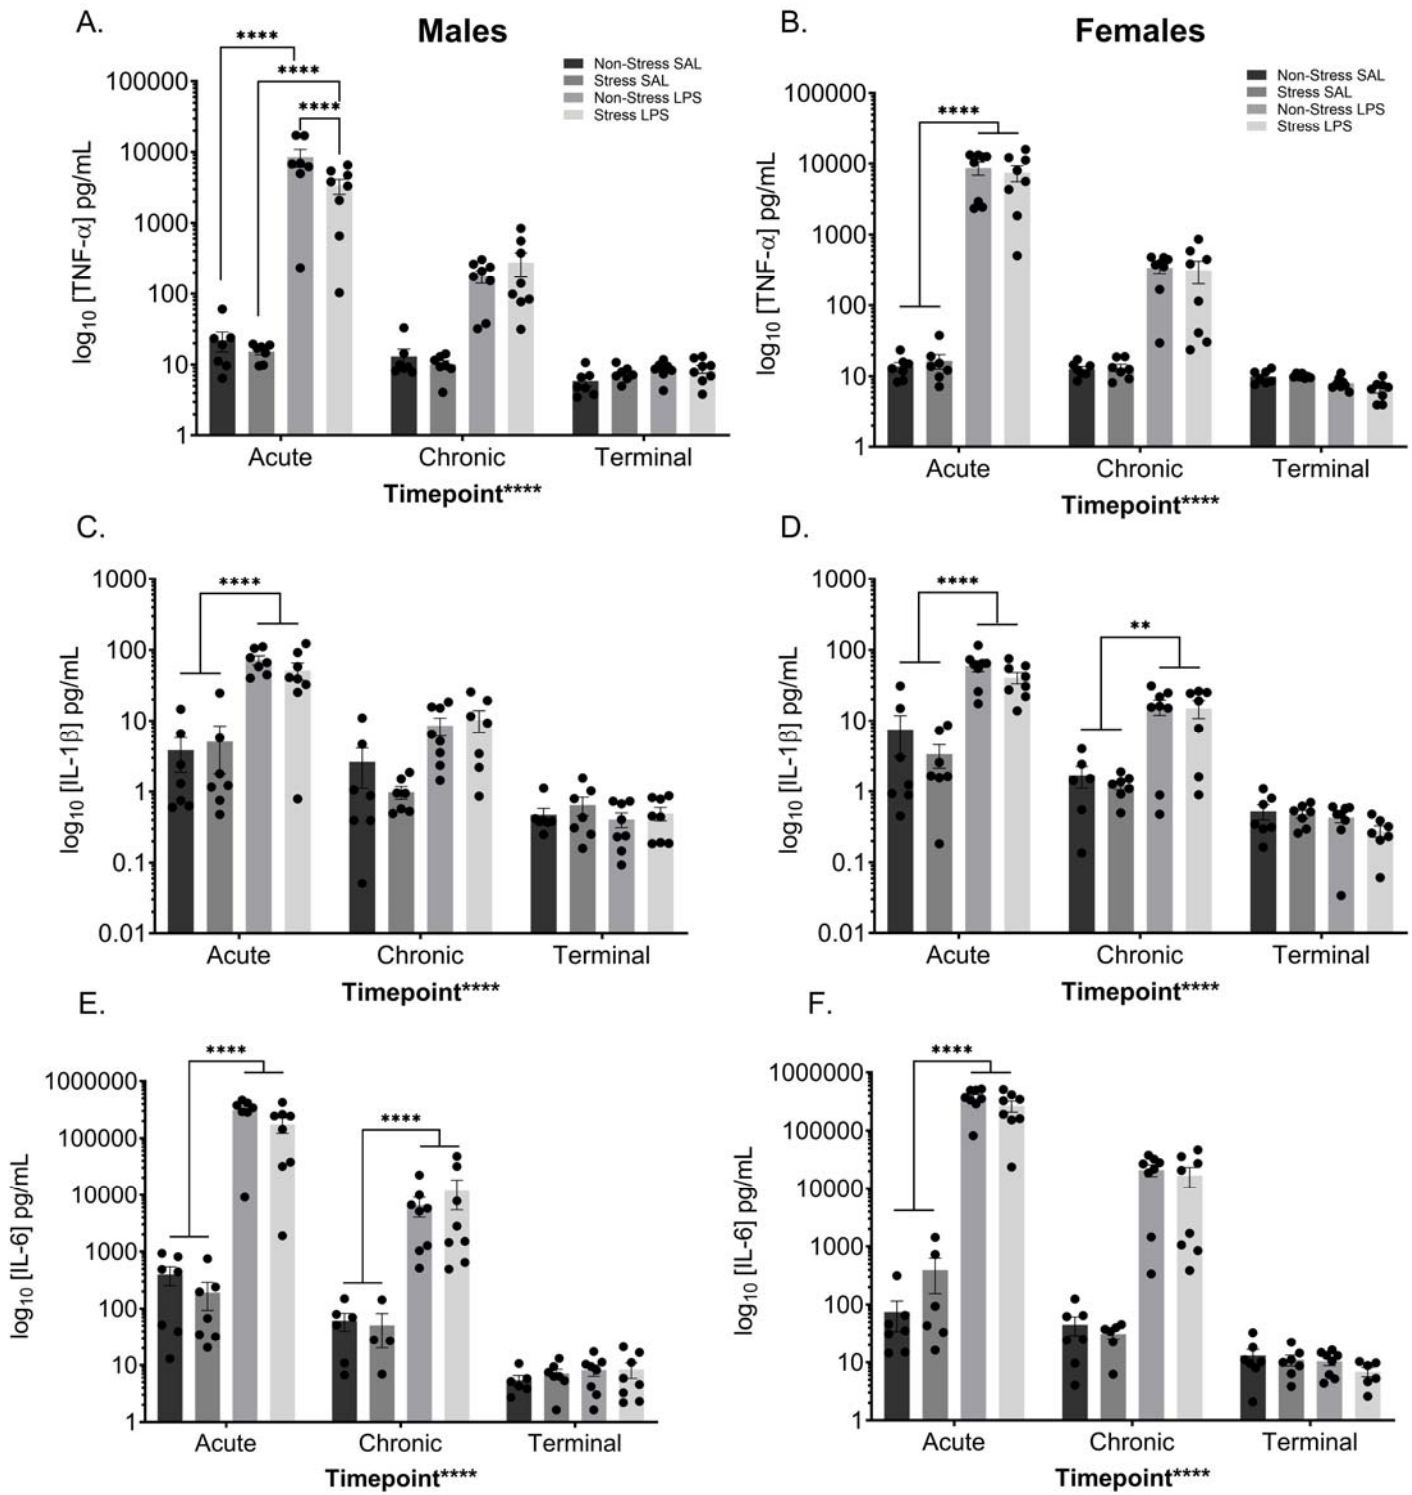 A.
Males
****
****
****
Non-Stress SAL
Stress SAL
Non-Stress LPS
Stress LPS
log10 [TNF-α] pg/mL
100000
10000
1000
100
10
1
Acute
Chronic
Terminal
Timepoint****
B.
Females
****
Non-Stress SAL
Stress SAL
Non-Stress LPS
Stress LPS
log10 [TNF-α] pg/mL
100000
10000
1000
100
10
1
Acute
Chronic
Terminal
Timepoint****
C.
****
log10 [IL-1β] pg/mL
1000
100
10
1
0.1
0.01
Acute
Chronic
Terminal
Timepoint****
D.
****
**
log10 [IL-1β] pg/mL
1000
100
10
1
0.1
0.01
Acute
Chronic
Terminal
Timepoint****
E.
****
****
log10 [IL-6] pg/mL
1000000
100000
10000
1000
100
10
1
Acute
Chronic
Terminal
Timepoint****
F.
****
log10 [IL-6] pg/mL
1000000
100000
10000
1000
100
10
1
Acute
Chronic
Terminal
Timepoint****